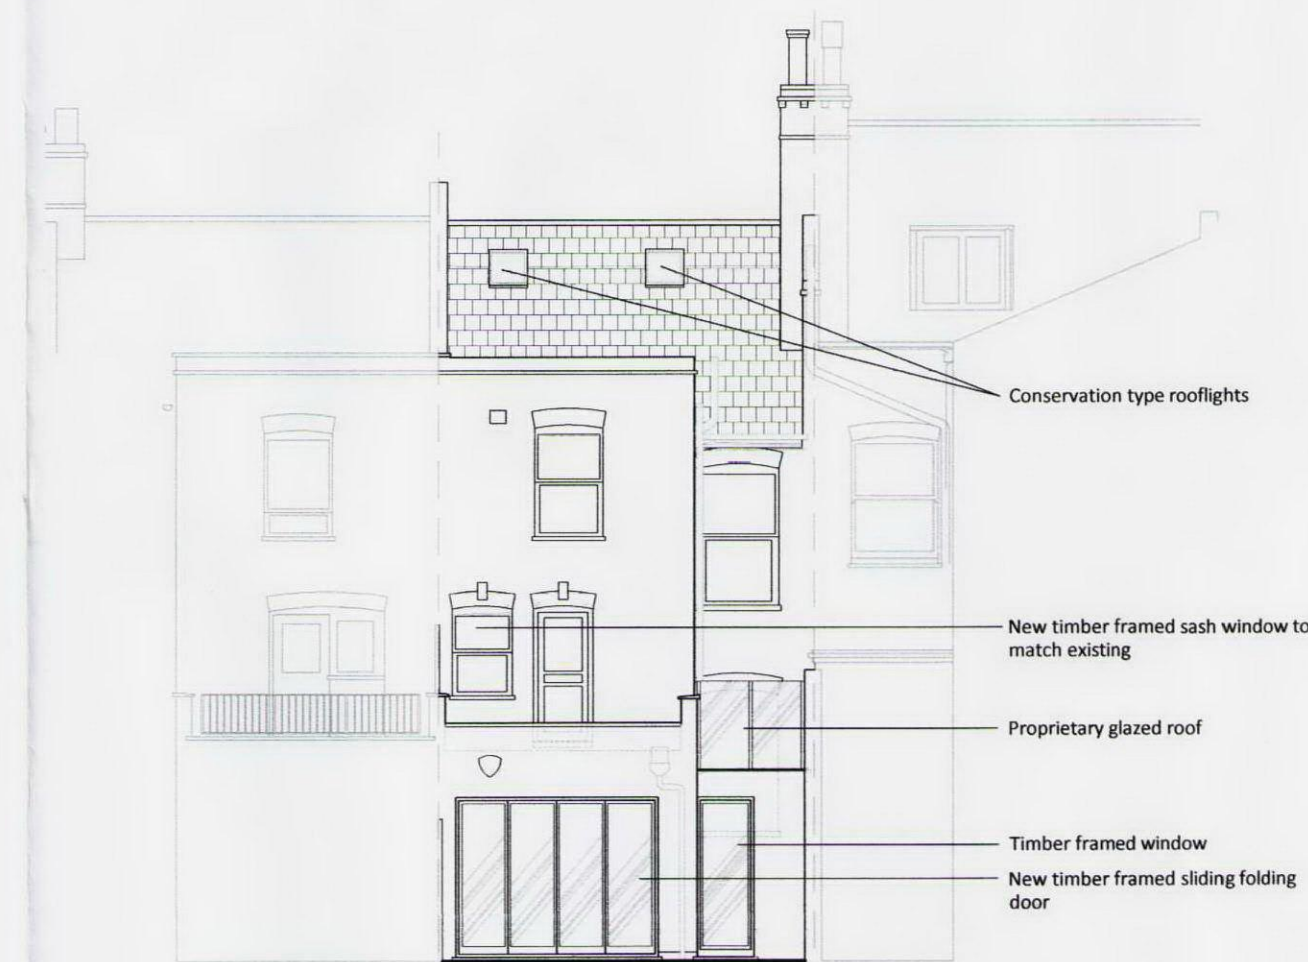 Conservation type rooflights
New timber framed sash window to
match existing
Proprietary glazed roof
Timber framed window
New timber framed sliding folding
door